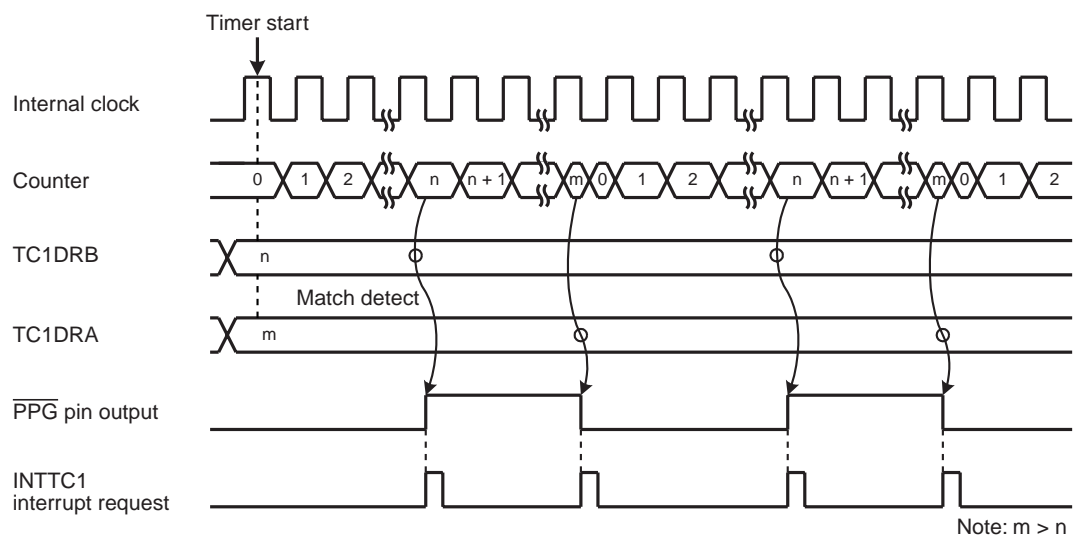 Timer start
Internal clock
Counter
0 1 2 n n + 1 m 0 1 2 n n + 1 m 0 1 2
TC1DRB
n
Match detect
TC1DRA
m
PPG pin output
INTTC1
interrupt request
Note: m > n